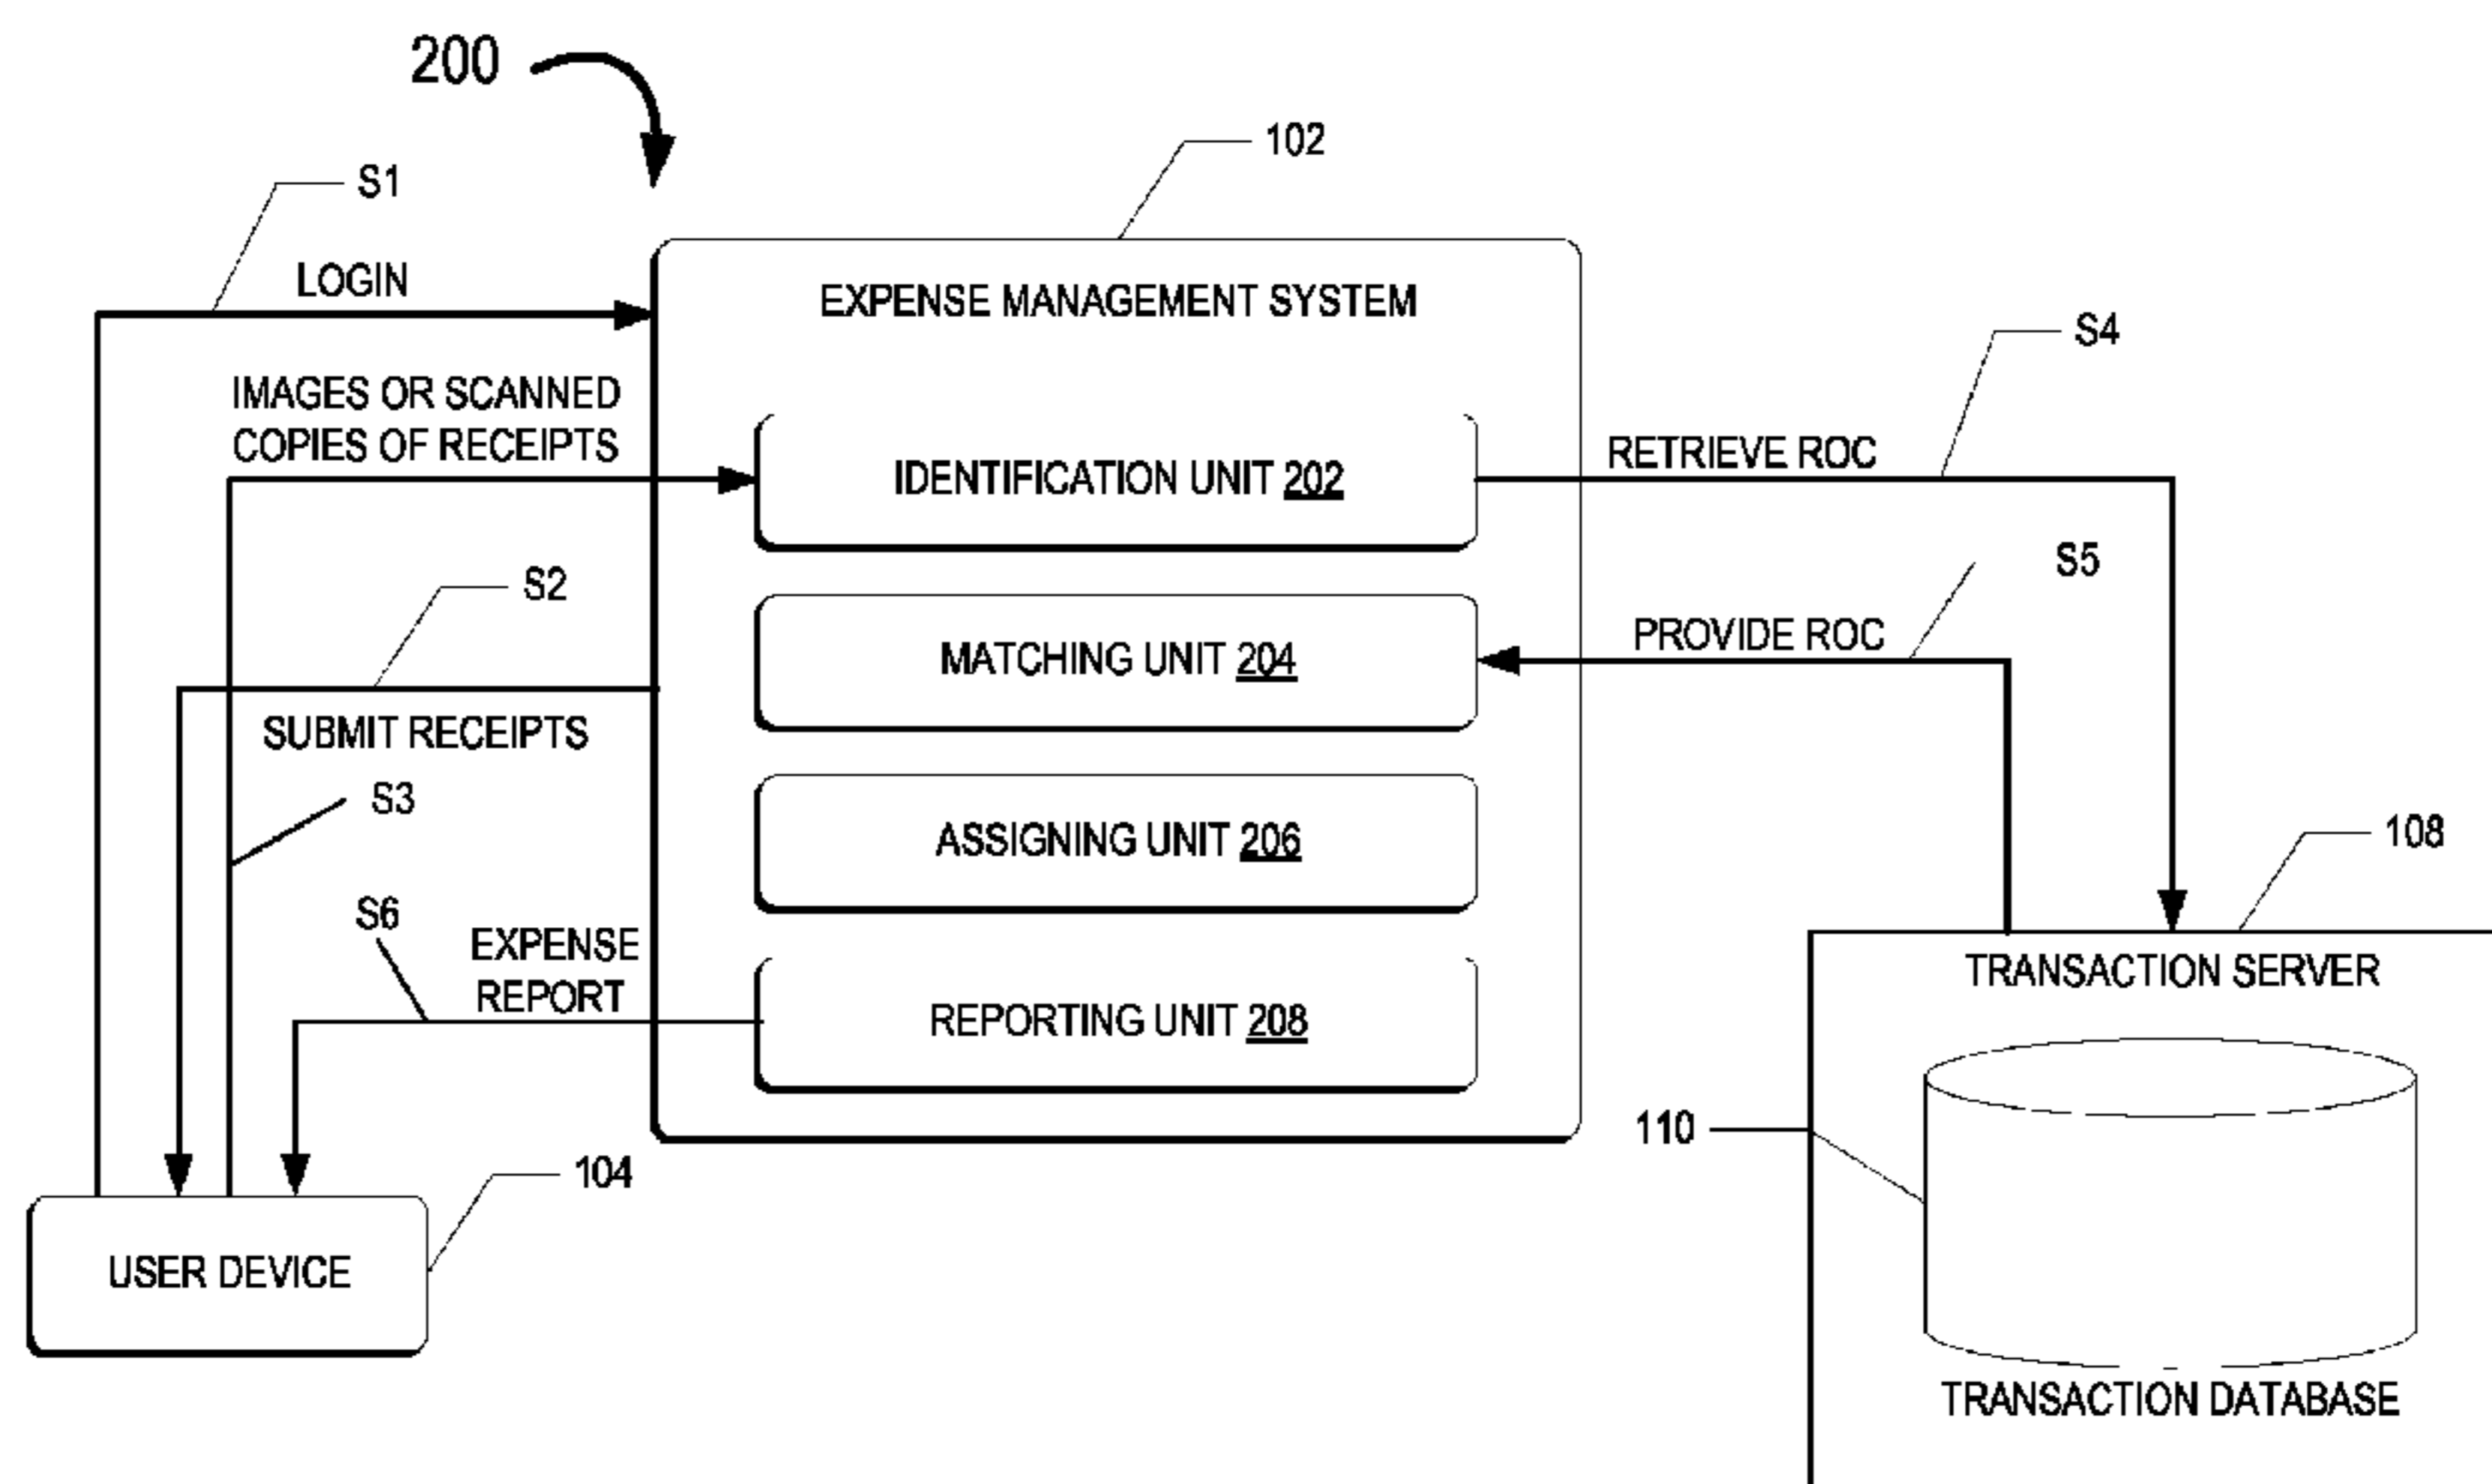 200
102
S1
LOGIN
EXPENSE MANAGEMENT SYSTEM
S4
IMAGES OR SCANNED
COPIES OF RECEIPTS
RETRIEVE ROC
IDENTIFICATION UNIT 202
S5
S2
PROVIDE ROC
MATCHING UNIT 204
SUBMIT RECEIPTS
S3
ASSIGNING UNIT 206
108
S6
EXPENSE
REPORT
TRANSACTION SERVER
REPORTING UNIT 208
110
104
USER DEVICE
TRANSACTION DATABASE